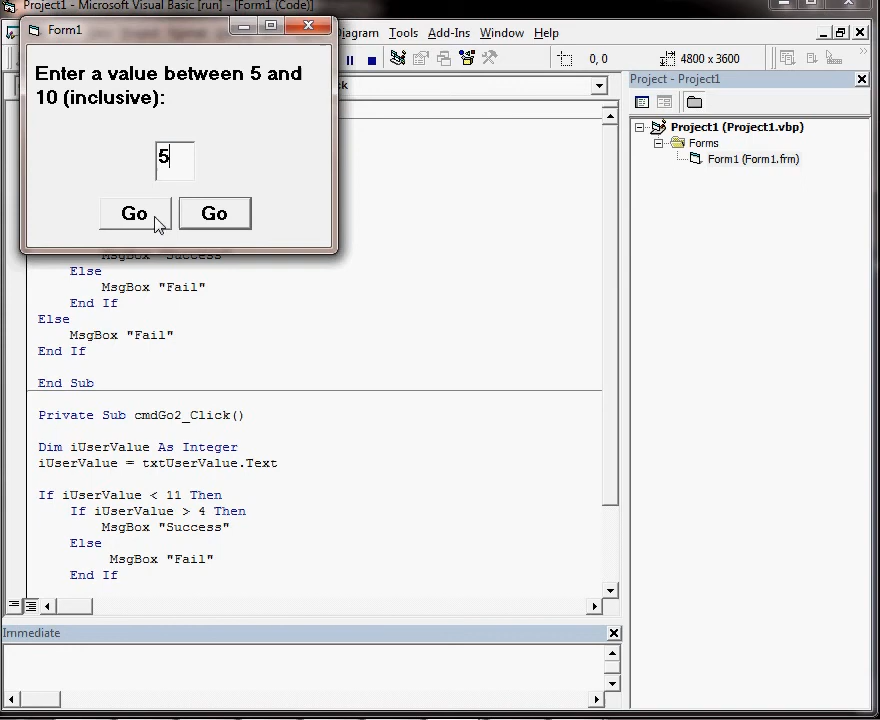 Project1 - Microsoft Visual Basic [run] - [Form1 (Code)]
Form1
Diagram Tools Add-Ins Window Help
0, 0 4800 x 3600
Enter a value between 5 and
10 (inclusive):
5
Go Go
Project - Project1
Project1 (Project1.vbp)
Forms
Form1 (Form1.frm)
MsgBox "Success"
Else
MsgBox "Fail"
End If
Else
MsgBox "Fail"
End If
End Sub
Private Sub cmdGo2_Click()
Dim iUserValue As Integer
iUserValue = txtUserValue.Text
If iUserValue < 11 Then
If iUserValue > 4 Then
MsgBox "Success"
Else
MsgBox "Fail"
End If
Immediate